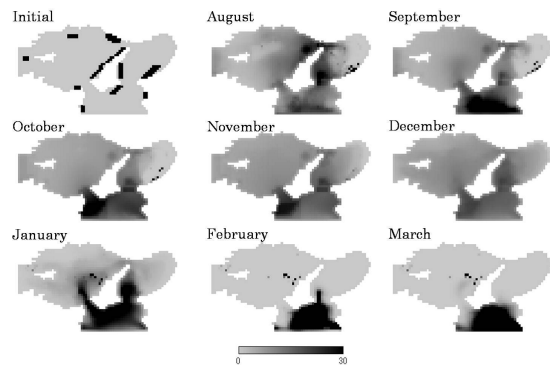 Initial
August
September
October
November
December
January
February
March
0
30